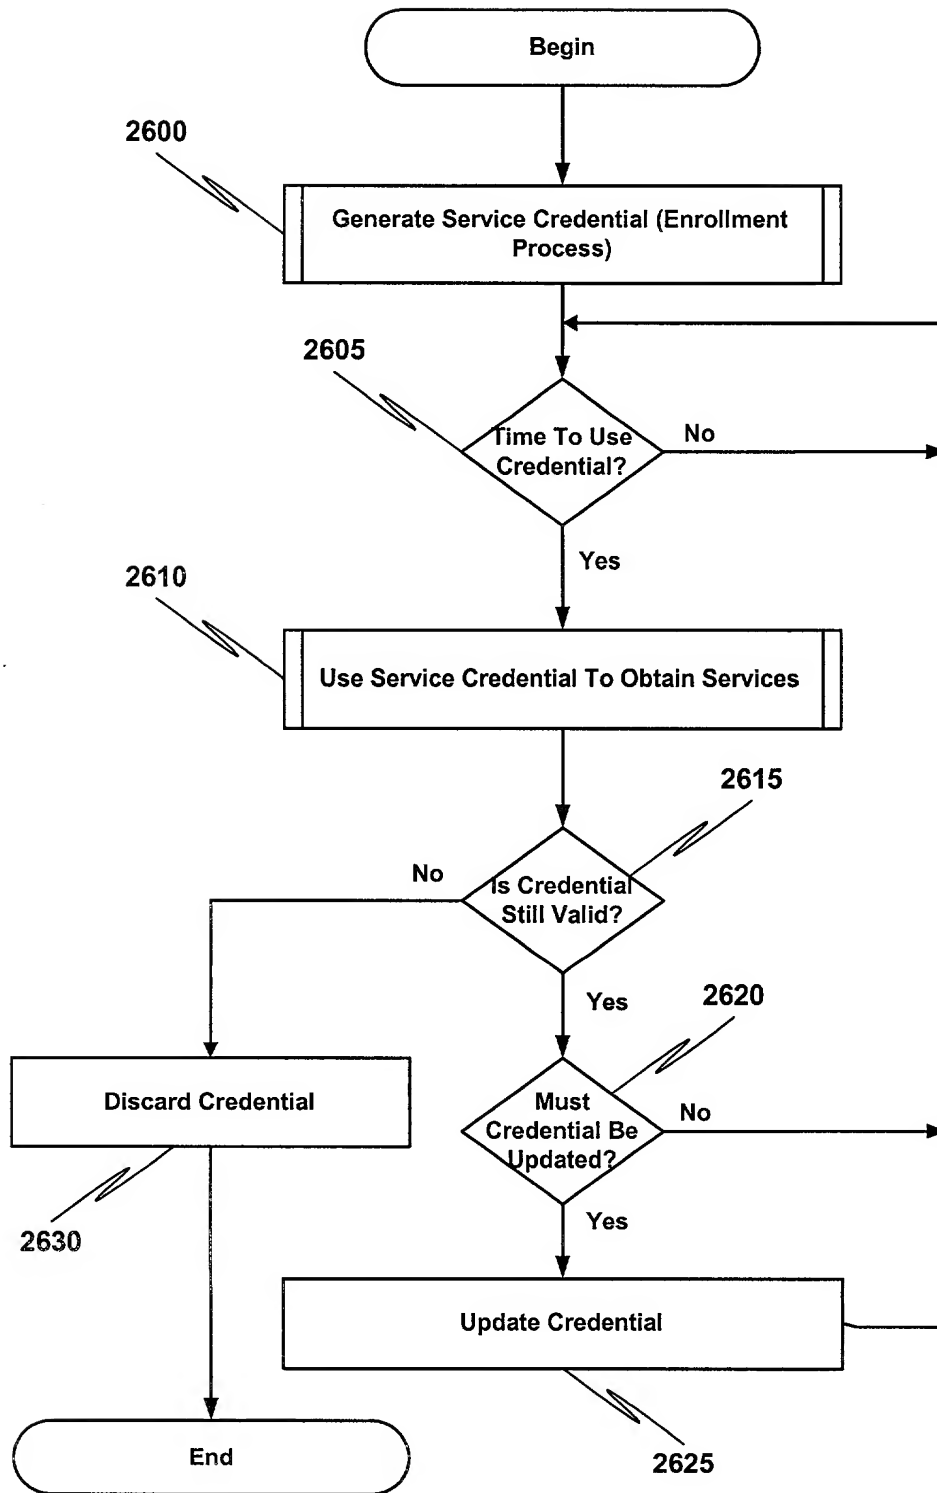 Begin
2600
Generate Service Credential (Enrollment
Process)
2605
Time To Use
Credential?
No
Yes
2610
Use Service Credential To Obtain Services
2615
No
Is Credential
Still Valid?
Yes
2620
Discard Credential
Must
Credential Be
Updated?
No
2630
Yes
Update Credential
End
2625